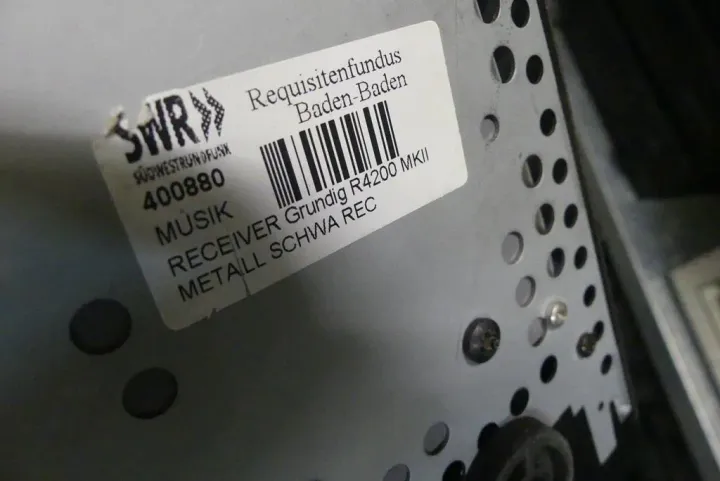 SWR»
SÜDWESTRUNDFUNK
Requisitenfundus
Baden-Baden
400880
MUSIK
RECEIVER Grundig R4200 MKII
METALL SCHWA REC